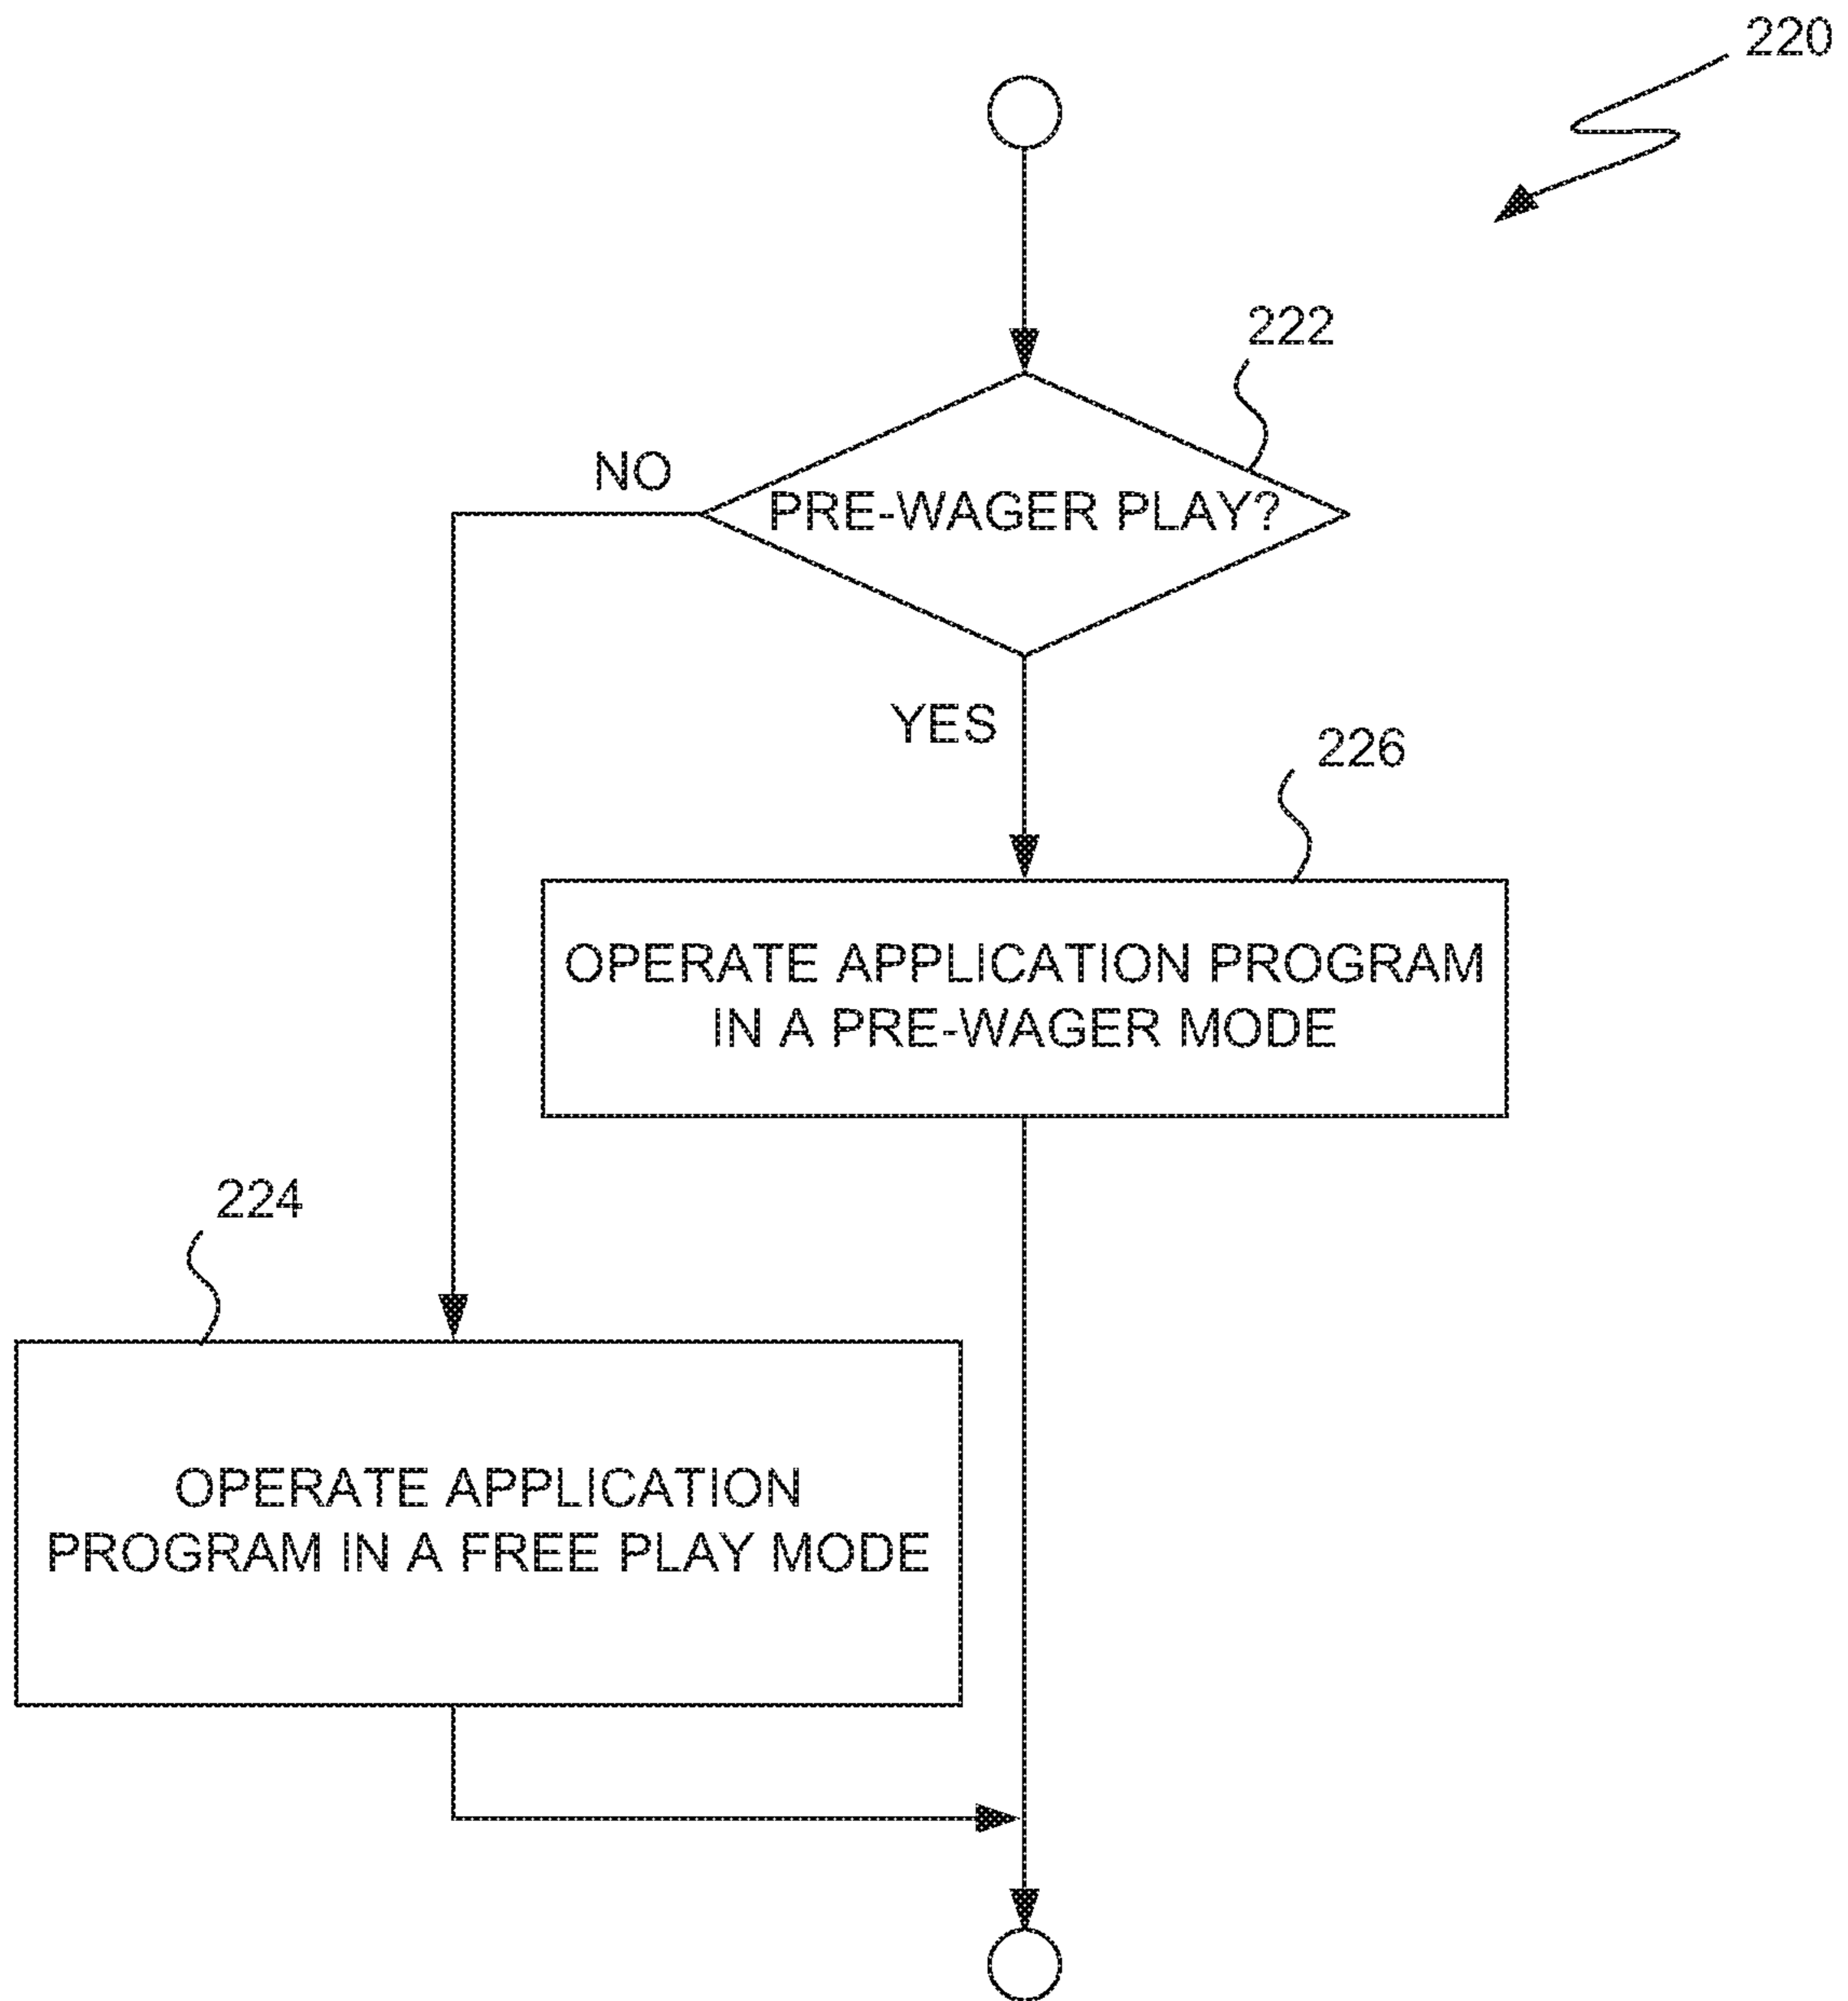 220
222
NO
PRE-WAGER PLAY?
YES
226
OPERATE APPLICATION PROGRAM
IN A PRE-WAGER MODE
224
OPERATE APPLICATION
PROGRAM IN A FREE PLAY MODE